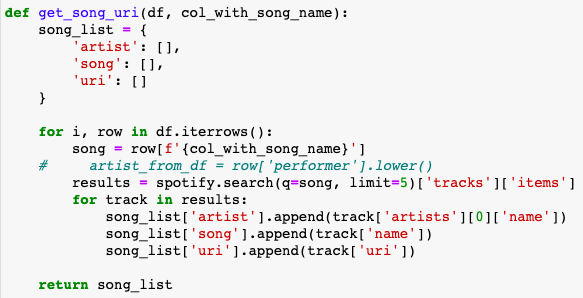 def get_song_uri(df, col_with_song_name):
    song_list = {
        'artist': [],
        'song': [],
        'uri': []
    }

    for i, row in df.iterrows():
        song = row[f'{col_with_song_name}']
    #     artist_from_df = row['performer'].lower()
        results = spotify.search(q=song, limit=5)['tracks']['items']
        for track in results:
            song_list['artist'].append(track['artists'][0]['name'])
            song_list['song'].append(track['name'])
            song_list['uri'].append(track['uri'])

    return song_list